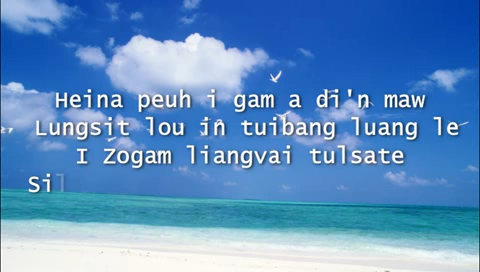 Heina peuh i gam a di'n maw
Lungsit lou in tuibang luang le
I Zogam liangvai tulsate